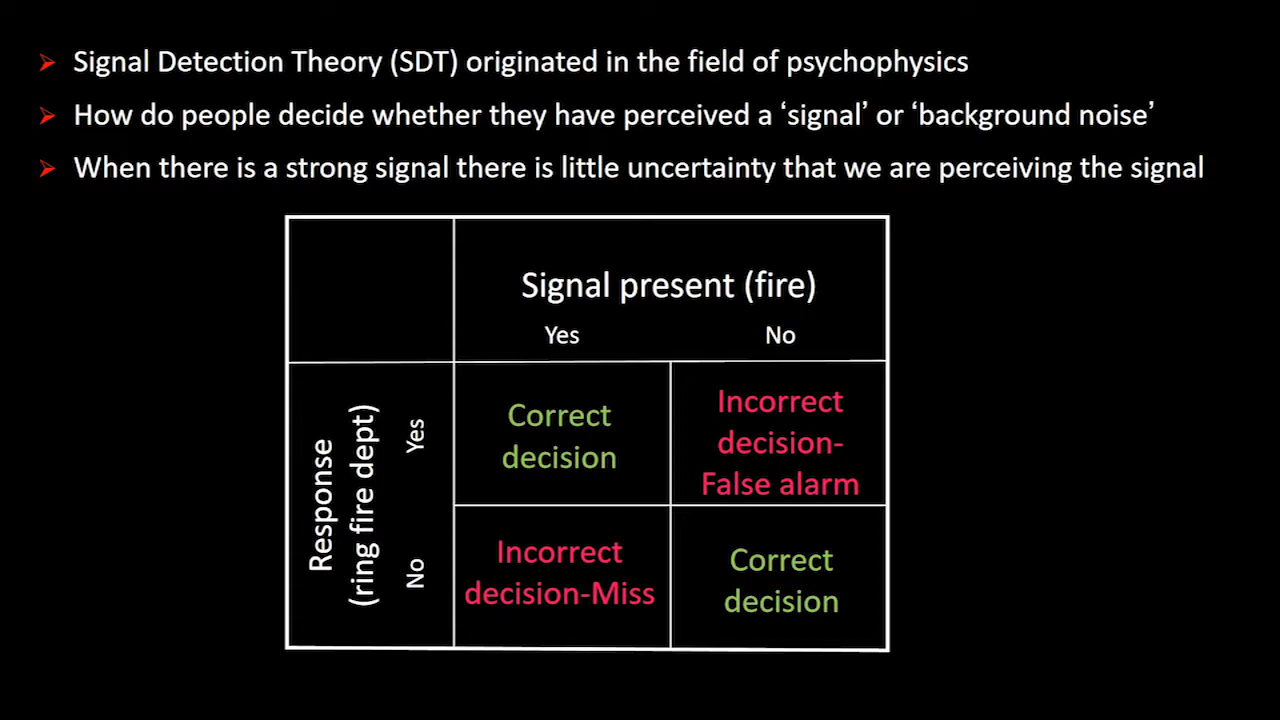 Signal Detection Theory (SDT) originated in the field of psychophysics
How do people decide whether they have perceived a ‘signal’ or ‘background noise’
When there is a strong signal there is little uncertainty that we are perceiving the signal
Signal present (fire)
Yes
No
Response
(ring fire dept)
Yes
Correct
decision
Incorrect
decision-
False alarm
No
Incorrect
decision-Miss
Correct
decision